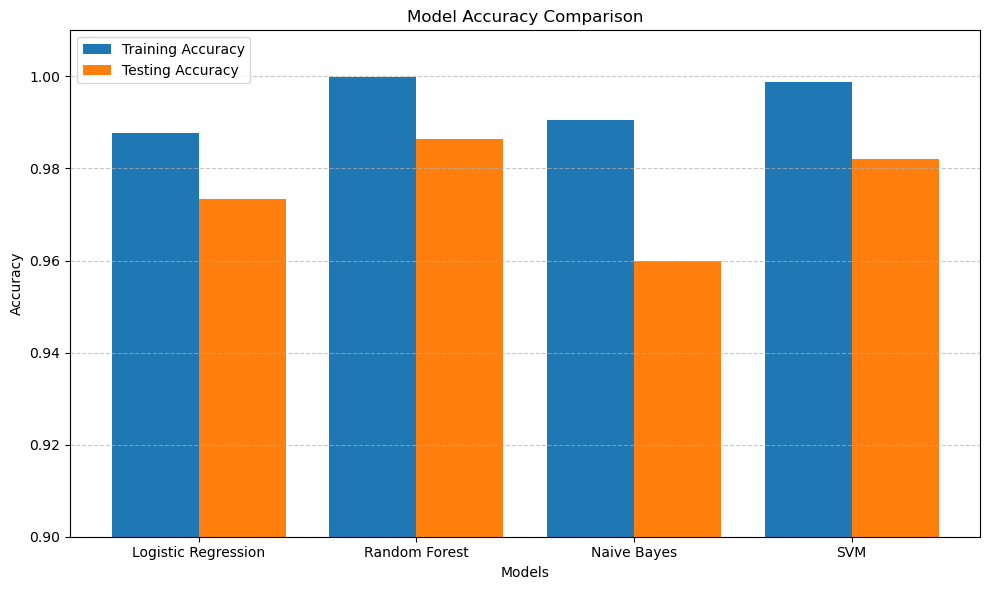 Model Accuracy Comparison
Training Accuracy
Testing Accuracy
1.00
0.98
0.96
0.94
0.92
0.90
Accuracy
Logistic Regression
Random Forest
Naive Bayes
SVM
Models